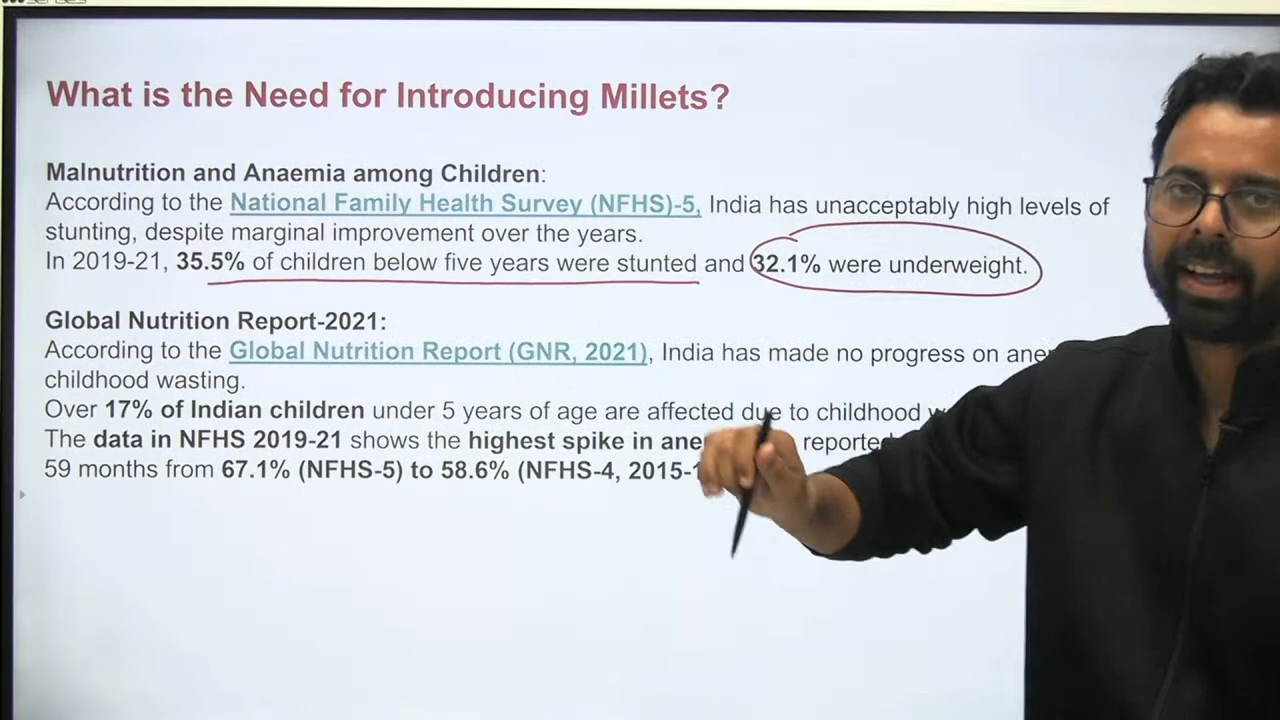 What is the Need for Introducing Millets?
Malnutrition and Anaemia among Children:
According to the National Family Health Survey (NFHS)-5, India has unacceptably high levels of
stunting, despite marginal improvement over the years.
In 2019-21, 35.5% of children below five years were stunted and 32.1% were underweight.
Global Nutrition Report-2021:
According to the Global Nutrition Report (GNR, 2021), India has made no progress on
childhood wasting.
Over 17% of Indian children under 5 years of age are affected due to childhood
The data in NFHS 2019-21 shows the highest spike in reported
59 months from 67.1% (NFHS-5) to 58.6% (NFHS-4,